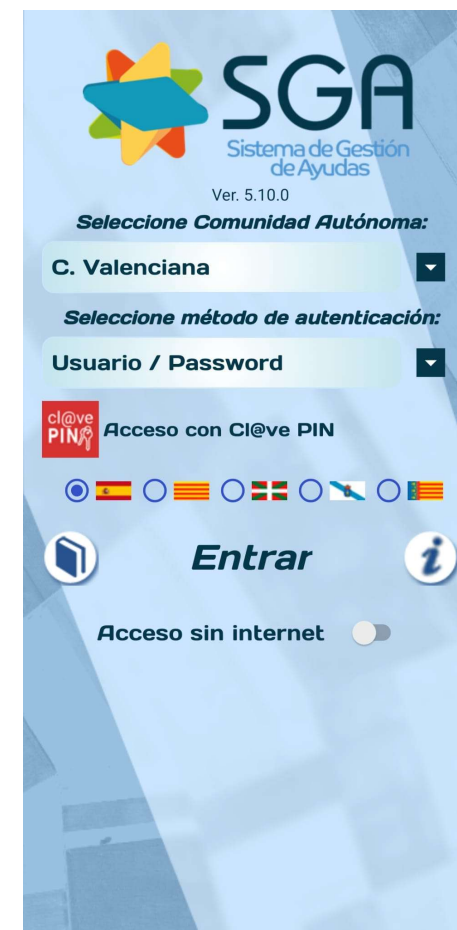 SGA
Sistema de Gestión
de Ayudas
Ver. 5.10.0
Seleccione Comunidad Autónoma:
C. Valenciana
Seleccione método de autenticación:
Usuario / Password
cl@ve
PIN
Acceso con Cl@ve PIN
Entrar
i
Acceso sin internet